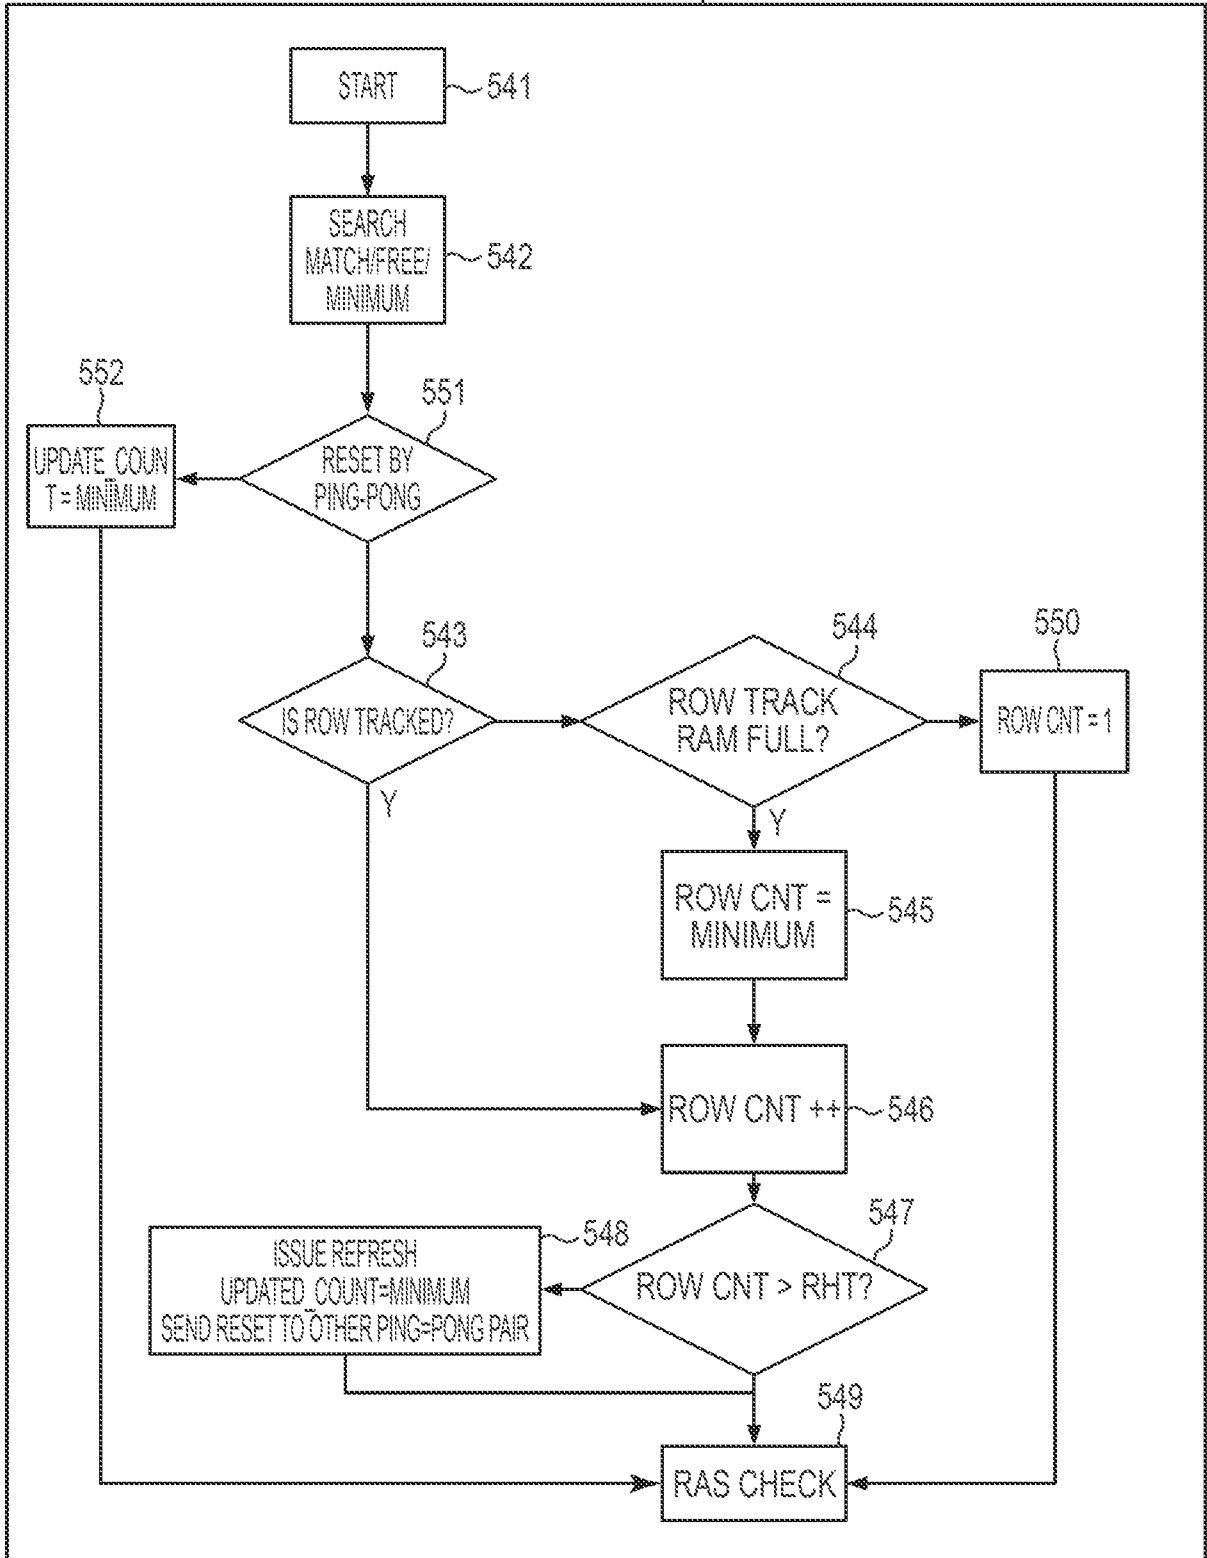 START
541
SEARCH
MATCH/FREE/
MINIMUM
542
552
551
UPDATE_COUN
T = MINIMUM
RESET BY
PING-PONG
543
544
550
IS ROW TRACKED?
ROW TRACK
RAM FULL?
ROW CNT = 1
Y
Y
ROW CNT =
MINIMUM
545
ROW CNT ++
546
547
548
ISSUE REFRESH
UPDATED_COUNT=MINIMUM
SEND RESET TO OTHER PING=PONG PAIR
ROW CNT > RHT?
549
RAS CHECK